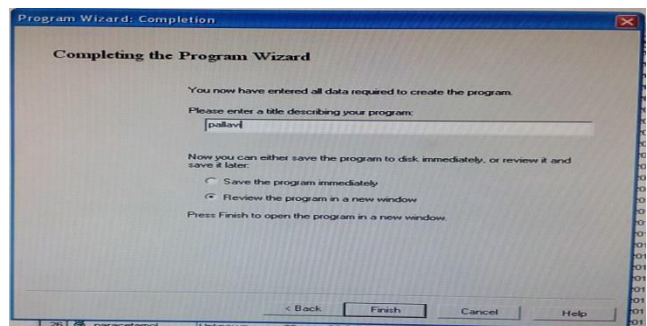 Program Wizard: Completion
Completing the Program Wizard
You now have entered all data required to create the program.
Please enter a title describing your program:
pallavi
Now you can either save the program to disk immediately, or review it and
save it later:
Save the program immediately
Review the program in a new window
Press Finish to open the program in a new window.
< Back Finish Cancel Help
26 paracetamol